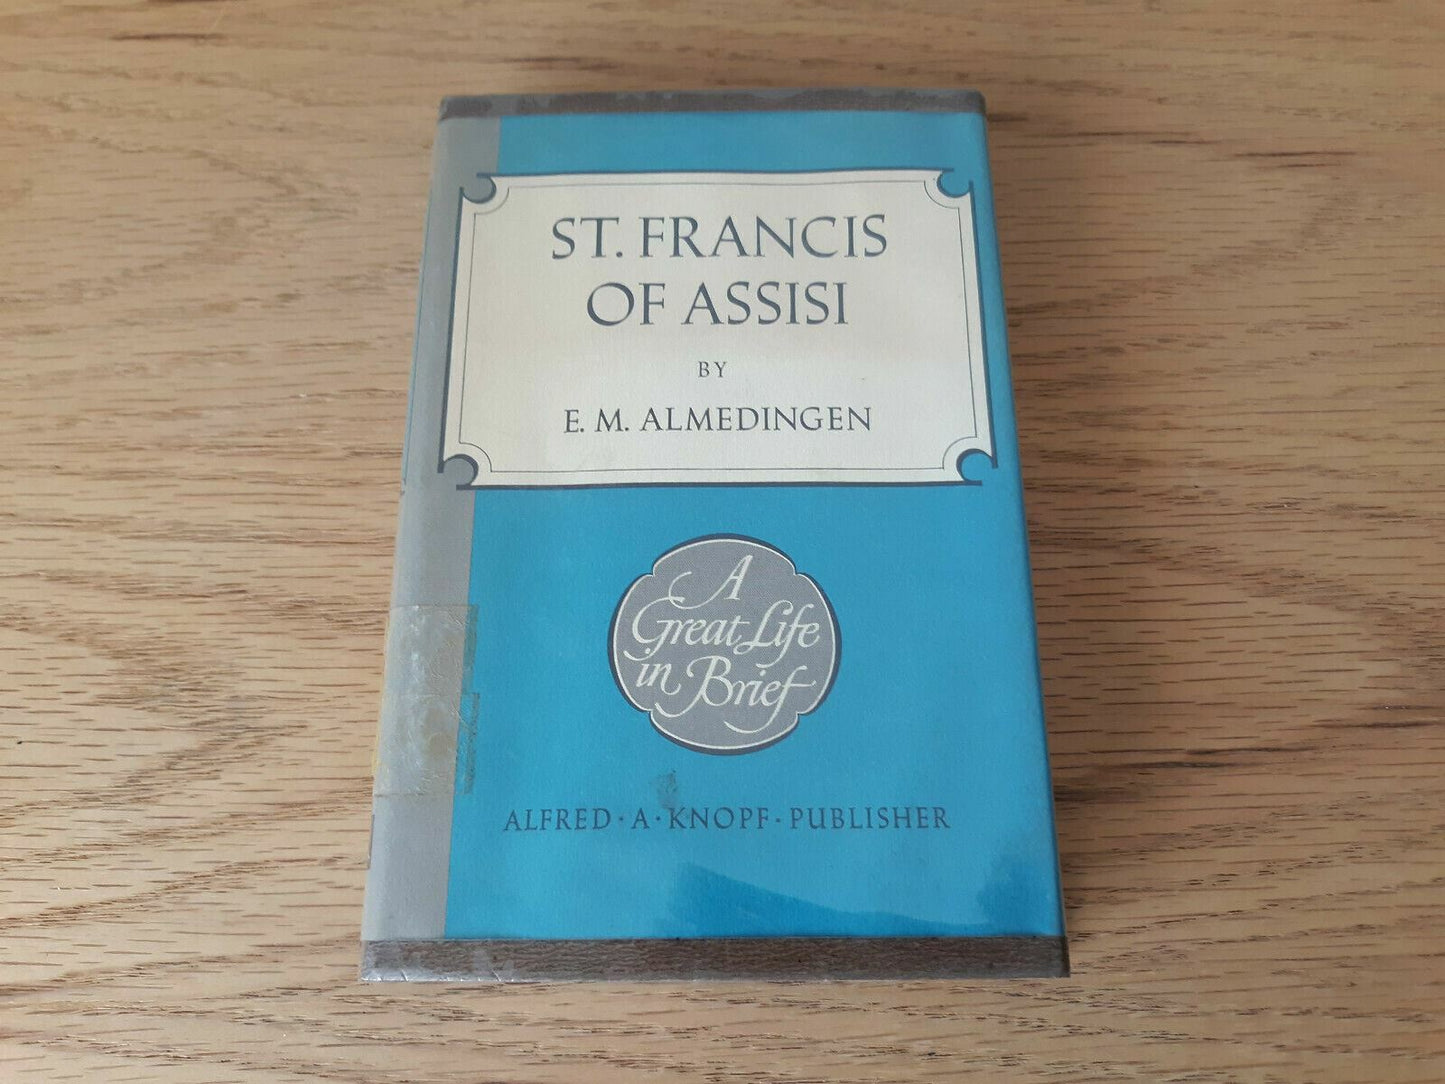 ST. FRANCIS
OF ASSISI
BY
E. M. ALMEDINGEN
A
Great Life
in Brief
ALFRED · A · KNOPF · PUBLISHER